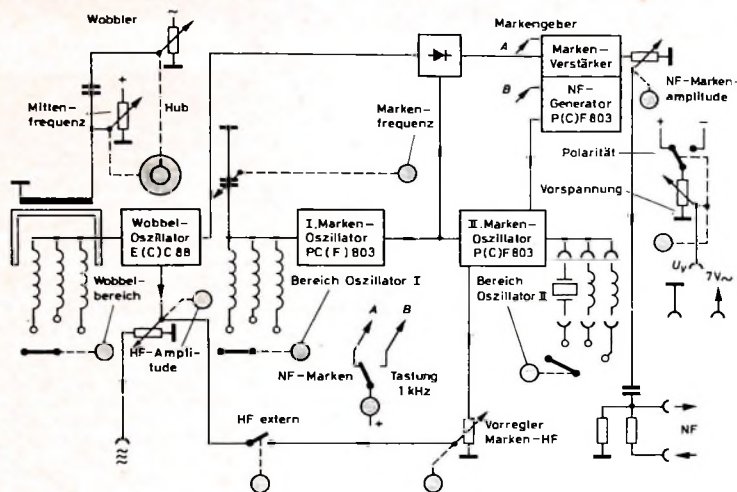 Wobbler
~
Markengeber
A
Marken-
Verstärker
NF-Marken-
amplitude
+
Mitten-
frequenz
Hub
Marken-
frequenz
B
NF-
Generator
P(C)F 803
+
−
Polarität
Vorspannung
Wobbel-
Oszillator
E(C)C 88
I. Marken-
Oszillator
PC(F) 803
II. Marken-
Oszillator
P(C)F 803
Wobbel-
bereich
Bereich Oszillator I
Bereich
Oszillator II
Uv
7V~
HF-Ampli-
tude
A
B
NF-Marken
Tastung
1 kHz
+
HF extern
Vorregler
Marken-HF
NF
≈